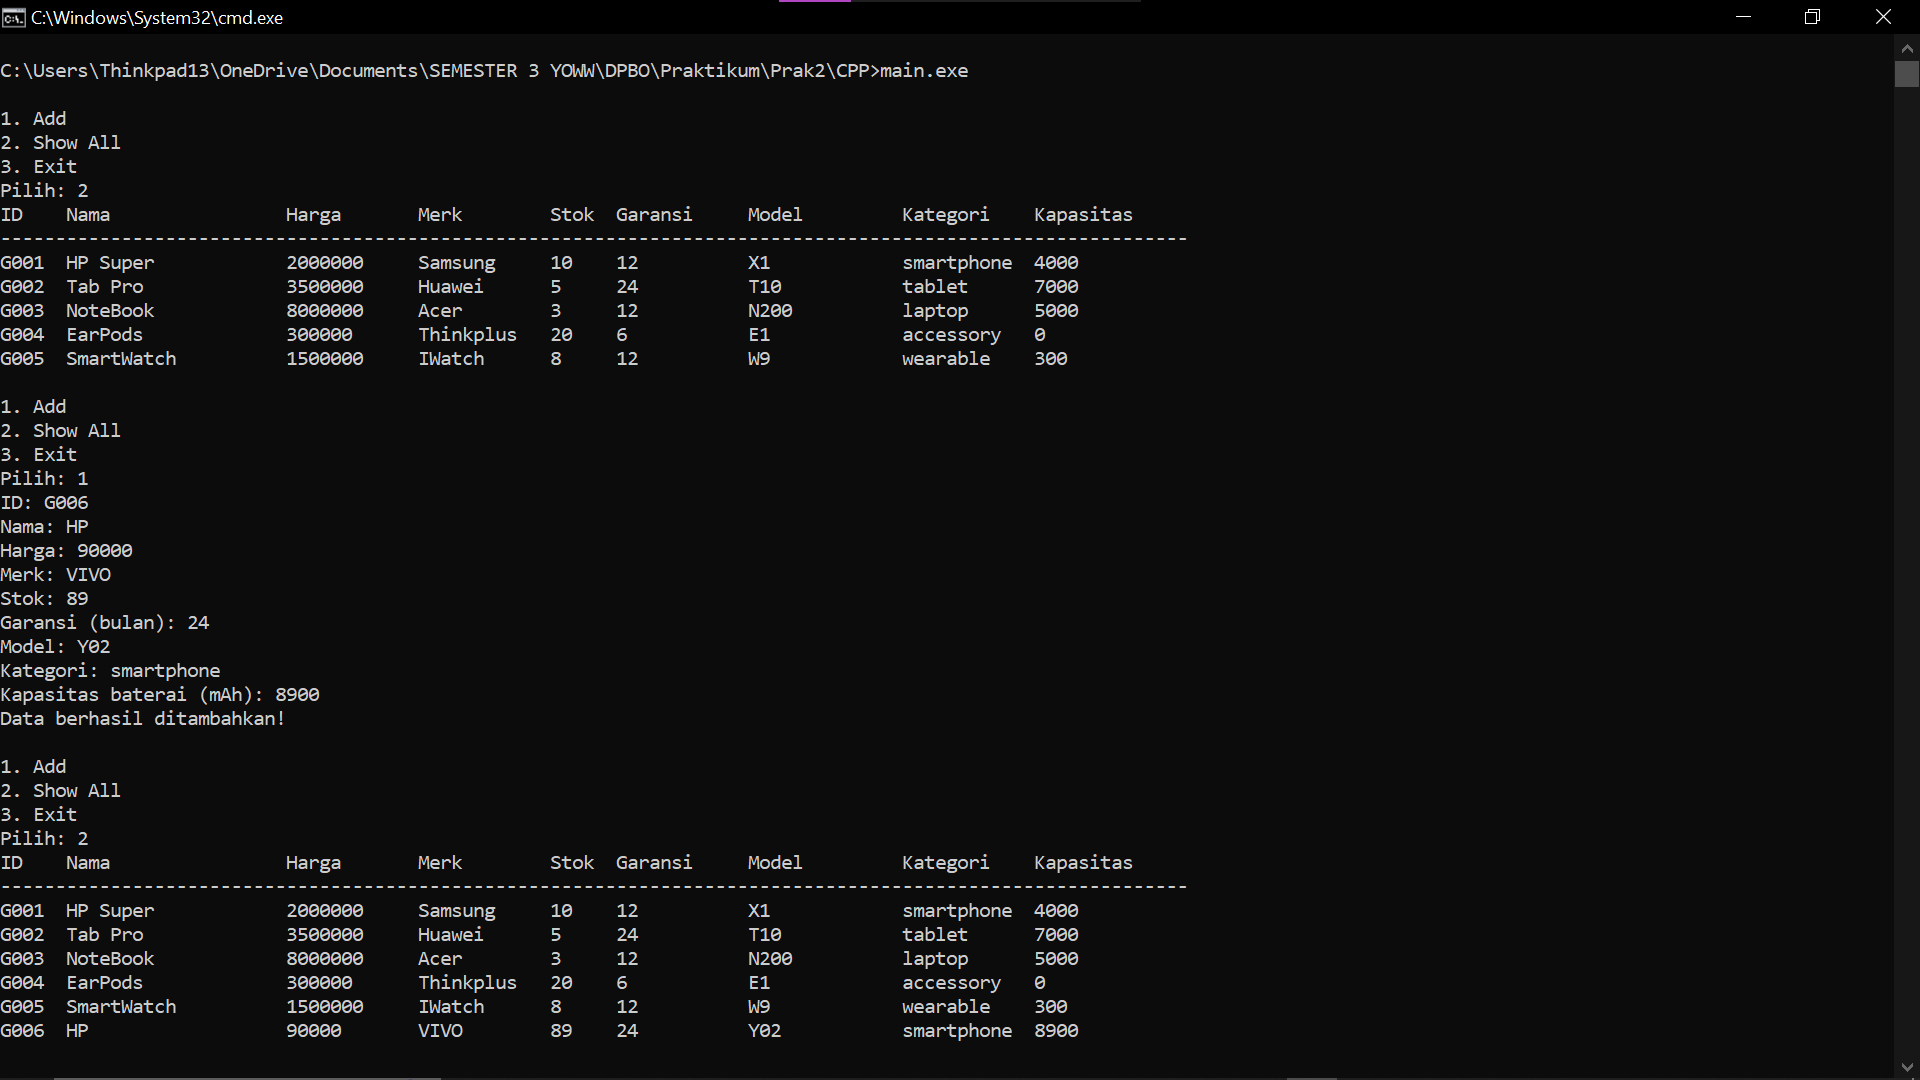 C:\Windows\System32\cmd.exe
C:\Users\Thinkpad13\OneDrive\Documents\SEMESTER 3 YOWW\DPBO\Praktikum\Prak2\CPP>main.exe
1. Add
2. Show All
3. Exit
Pilih: 2
ID Nama Harga Merk Stok Garansi Model Kategori Kapasitas
------------------------------------------------------------------------------------------------------------
G001 HP Super 2000000 Samsung 10 12 X1 smartphone 4000
G002 Tab Pro 3500000 Huawei 5 24 T10 tablet 7000
G003 NoteBook 8000000 Acer 3 12 N200 laptop 5000
G004 EarPods 300000 Thinkplus 20 6 E1 accessory 0
G005 SmartWatch 1500000 IWatch 8 12 W9 wearable 300
1. Add
2. Show All
3. Exit
Pilih: 1
ID: G006
Nama: HP
Harga: 90000
Merk: VIVO
Stok: 89
Garansi (bulan): 24
Model: Y02
Kategori: smartphone
Kapasitas baterai (mAh): 8900
Data berhasil ditambahkan!
1. Add
2. Show All
3. Exit
Pilih: 2
ID Nama Harga Merk Stok Garansi Model Kategori Kapasitas
------------------------------------------------------------------------------------------------------------
G001 HP Super 2000000 Samsung 10 12 X1 smartphone 4000
G002 Tab Pro 3500000 Huawei 5 24 T10 tablet 7000
G003 NoteBook 8000000 Acer 3 12 N200 laptop 5000
G004 EarPods 300000 Thinkplus 20 6 E1 accessory 0
G005 SmartWatch 1500000 IWatch 8 12 W9 wearable 300
G006 HP 90000 VIVO 89 24 Y02 smartphone 8900